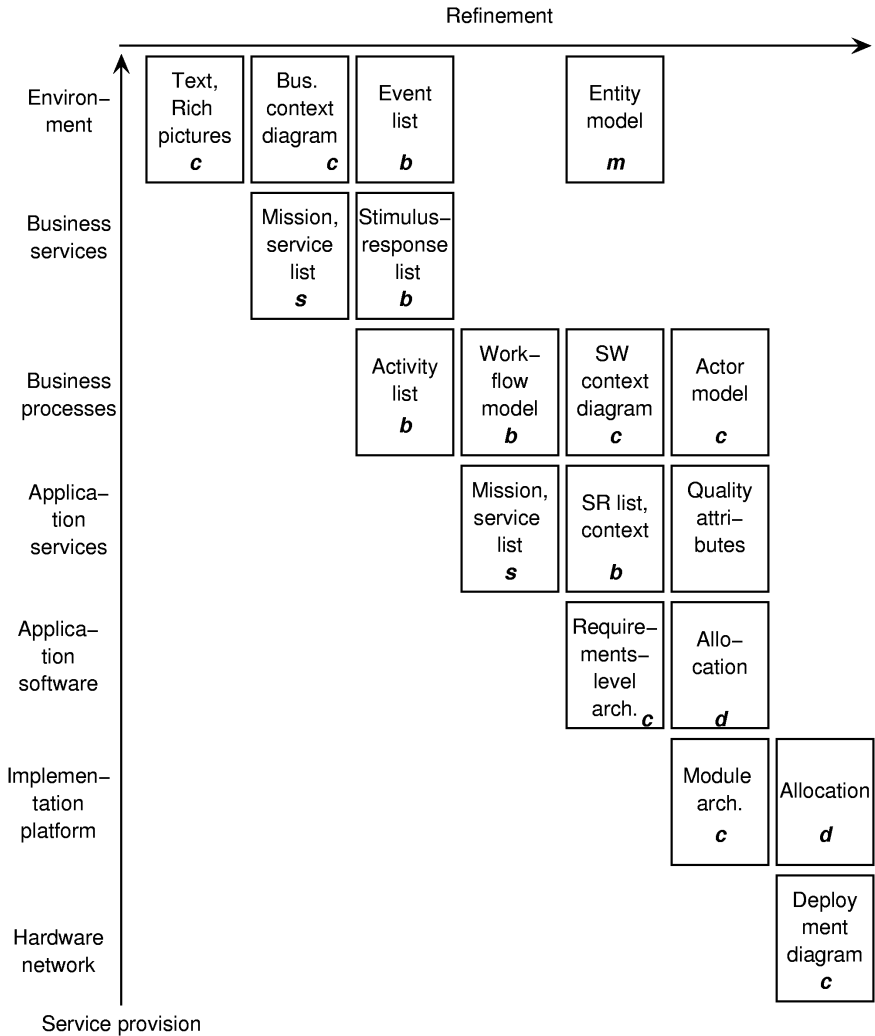 Refinement
Environ–
ment
Text,
Rich
pictures
c
Bus.
context
diagram
c
Event
list
b
Entity
model
m
Business
services
Mission,
service
list
s
Stimulus–
response
list
b
Business
processes
Activity
list
b
Work–
flow
model
b
SW
context
diagram
c
Actor
model
c
Applica–
tion
services
Mission,
service
list
s
SR list,
context
b
Quality
attri–
butes
Applica–
tion
software
Require–
ments–
level
arch.
c
Allo–
cation
d
Implemen–
tation
platform
Module
arch.
c
Allocation
d
Hardware
network
Deploy
ment
diagram
c
Service provision